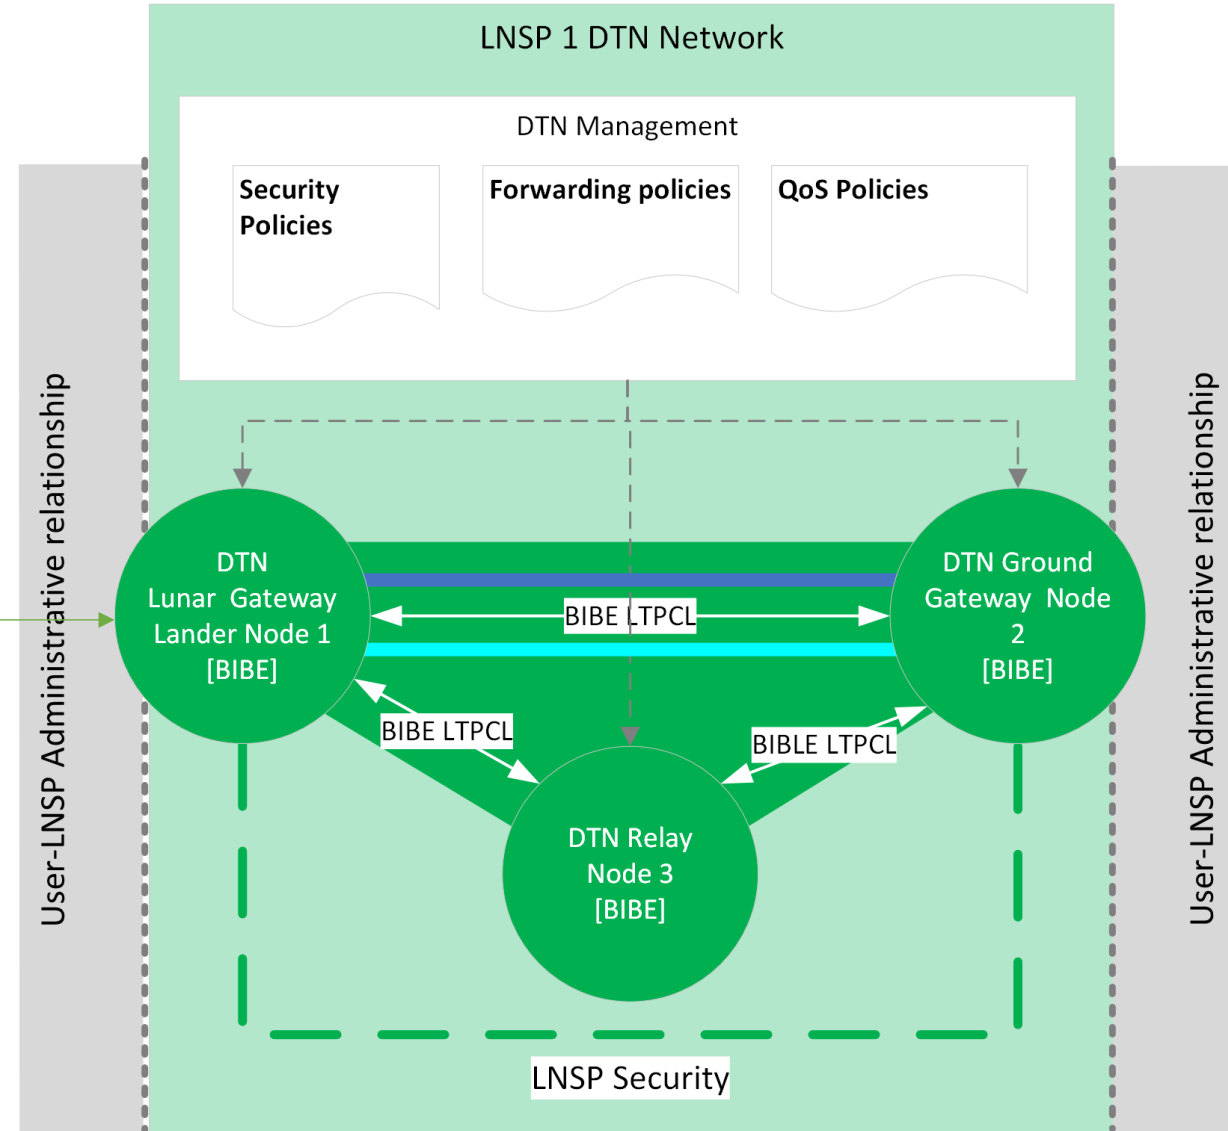 LNSP 1 DTN Network
DTN Management
Security
Policies
Forwarding policies
QoS Policies
User-LNSP Administrative relationship
User-LNSP Administrative relationship
DTN
Lunar Gateway
Lander Node 1
[BIBE]
BIBE LTPCL
DTN Ground
Gateway Node
2
[BIBE]
BIBE LTPCL
BIBLE LTPCL
DTN Relay
Node 3
[BIBE]
LNSP Security